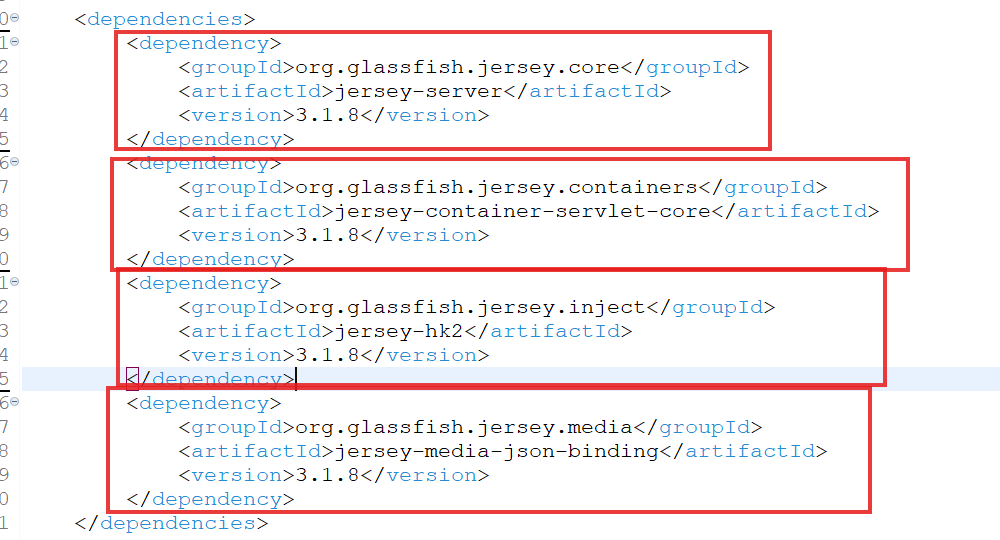 0 <dependencies>
1 <dependency>
2 <groupId>org.glassfish.jersey.core</groupId>
3 <artifactId>jersey-server</artifactId>
4 <version>3.1.8</version>
5 </dependency>
6 <dependency>
7 <groupId>org.glassfish.jersey.containers</groupId>
8 <artifactId>jersey-container-servlet-core</artifactId>
9 <version>3.1.8</version>
0 </dependency>
1 <dependency>
2 <groupId>org.glassfish.jersey.inject</groupId>
3 <artifactId>jersey-hk2</artifactId>
4 <version>3.1.8</version>
5 </dependency>
6 <dependency>
7 <groupId>org.glassfish.jersey.media</groupId>
8 <artifactId>jersey-media-json-binding</artifactId>
9 <version>3.1.8</version>
0 </dependency>
1 </dependencies>